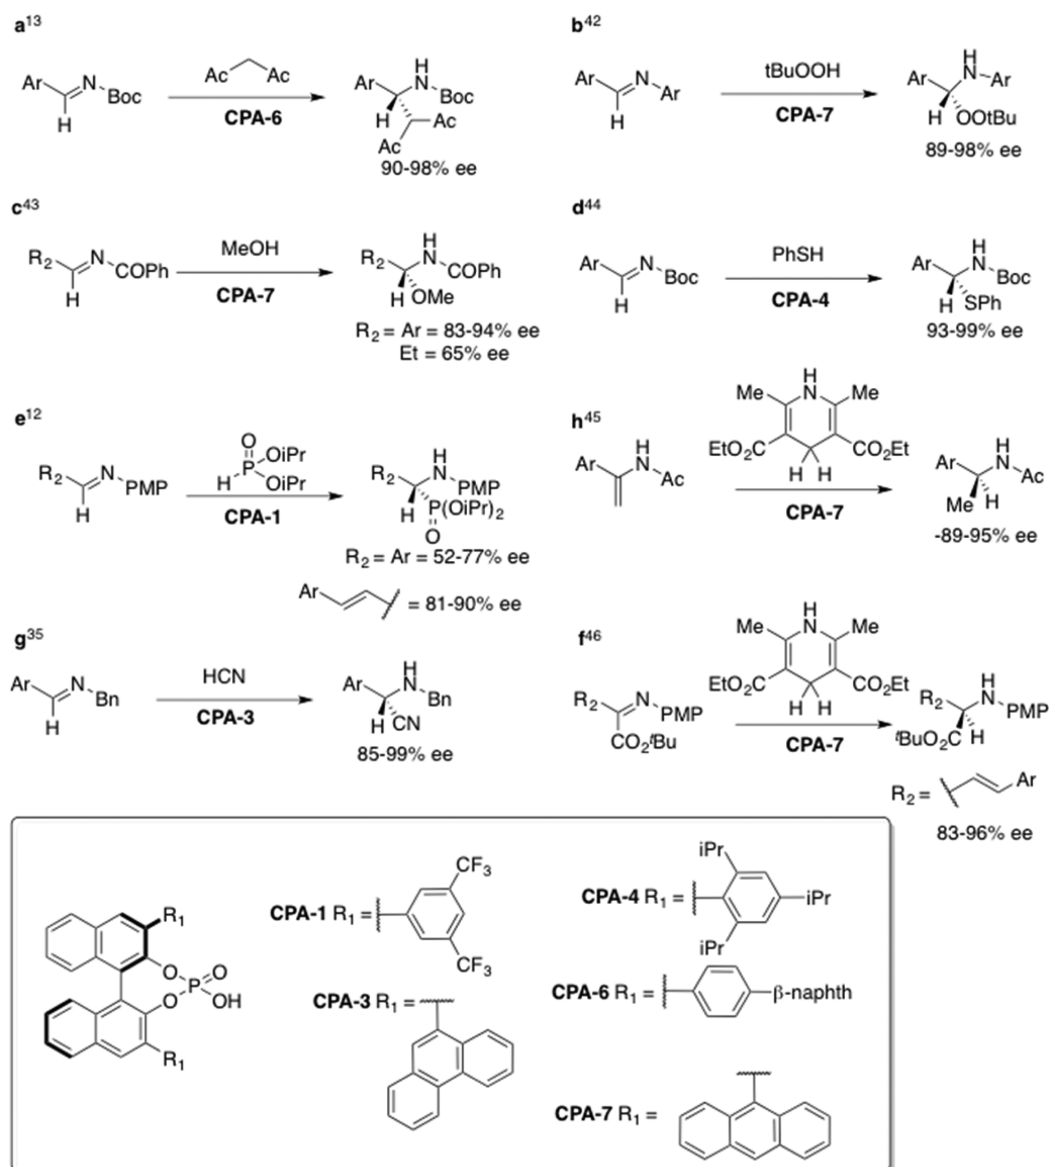 a13
Ar
N
Boc
H
Ac Ac
CPA-6
Ar
H
N
Boc
H
Ac
Ac
90-98% ee
b42
Ar
N
Ar
H
tBuOOH
CPA-7
Ar
H
N
Ar
H OOtBu
89-98% ee
c43
R2
N
COPh
H
MeOH
CPA-7
R2
H
N
COPh
H OMe
R2 = Ar = 83-94% ee
Et = 65% ee
d44
Ar
N
Boc
H
PhSH
CPA-4
Ar
H
N
Boc
H SPh
93-99% ee
e12
R2
N
PMP
H
O
H P OiPr
OiPr
CPA-1
R2
H
N
PMP
H P(OiPr)2
O
R2 = Ar = 52-77% ee
Ar = 81-90% ee
h45
Ar
H
N
Ac
H
Me N Me
EtO2C CO2Et
H H
CPA-7
Ar
H
N
Ac
Me H
-89-95% ee
g35
Ar
N
Bn
H
HCN
CPA-3
Ar
H
N
Bn
H CN
85-99% ee
f46
R2
N
PMP
CO2tBu
H
Me N Me
EtO2C CO2Et
H H
CPA-7
R2
H
N
PMP
tBuO2C H
R2 = Ar
83-96% ee
R1
O O
P
O OH
R1
CPA-1 R1 =
CF3
CF3
CPA-3 R1 =
CPA-4 R1 =
iPr
iPr
iPr
CPA-6 R1 = β-naphth
CPA-7 R1 =